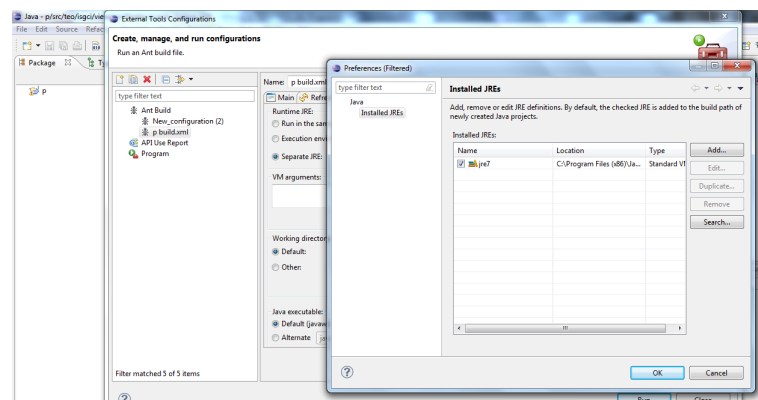 Java - p/src/teo/isgci/vie
External Tools Configurations
File Edit Source Refac
Create, manage, and run configurations
Run an Ant build file.
Package
p
type filter text
Ant Build
New_configuration (2)
p build.xml
API Use Report
Program
Filter matched 5 of 5 items
Name: p build.xml
Main
Refre
Runtime JRE:
Run in the sam
Execution envi
Separate JRE:
VM arguments:
Working director
Default:
Other:
Java executable:
Default (javaw
Alternate
Preferences (Filtered)
type filter text
Java
Installed JREs
Installed JREs
Add, remove or edit JRE definitions. By default, the checked JRE is added to the build path of
newly created Java projects.
Installed JREs:
Name Location Type
jre7 C:\Program Files (x86)\Ja... Standard VM
Add...
Edit...
Duplicate...
Remove
Search...
OK Cancel
Run Close